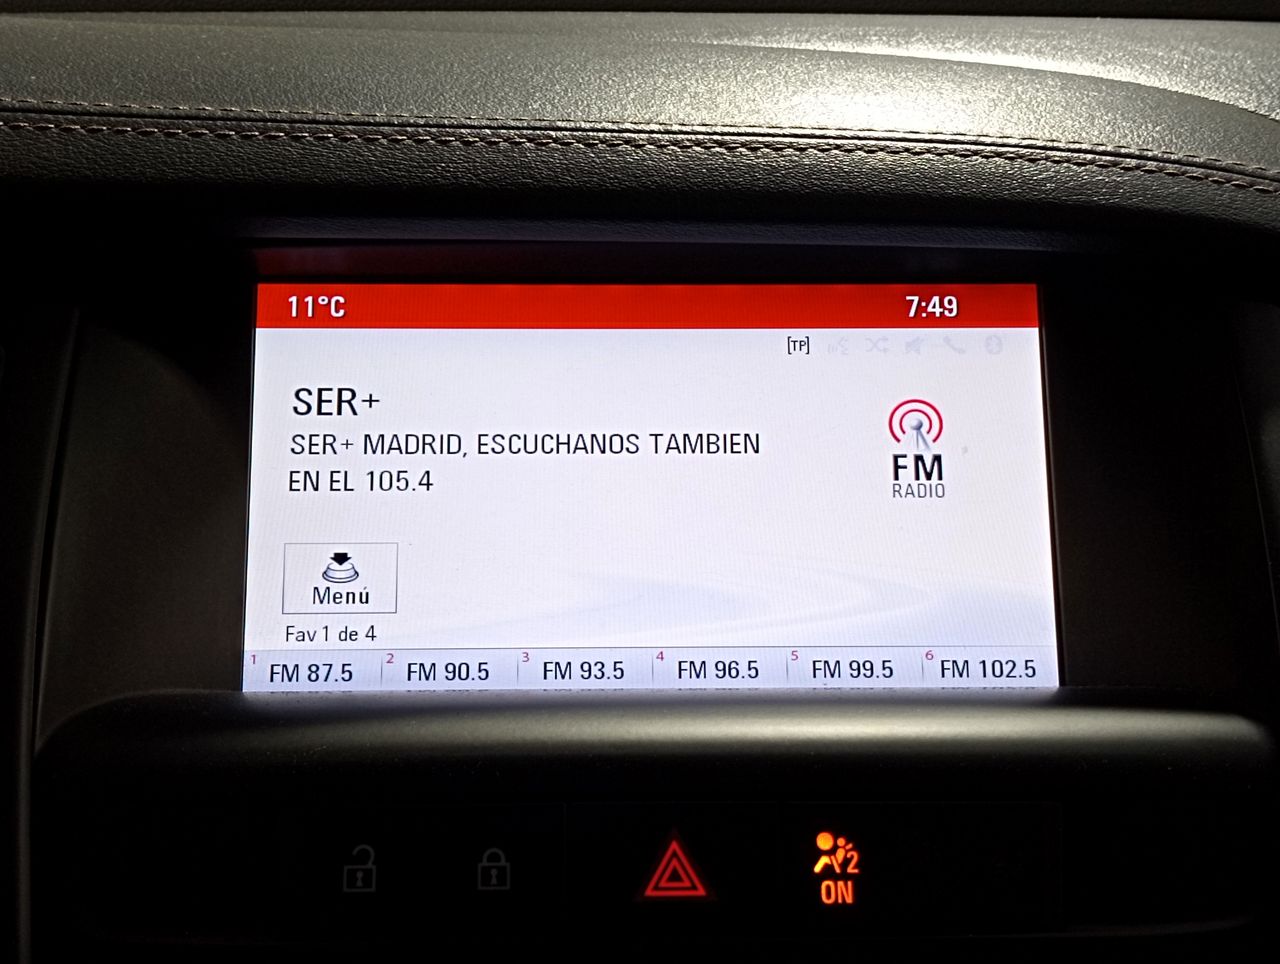 11°C
7:49
[TP]
SER+
SER+ MADRID, ESCUCHANOS TAMBIEN
EN EL 105.4
FM
RADIO
Menú
Fav 1 de 4
1 FM 87.5 2 FM 90.5 3 FM 93.5 4 FM 96.5 5 FM 99.5 6 FM 102.5
2
ON